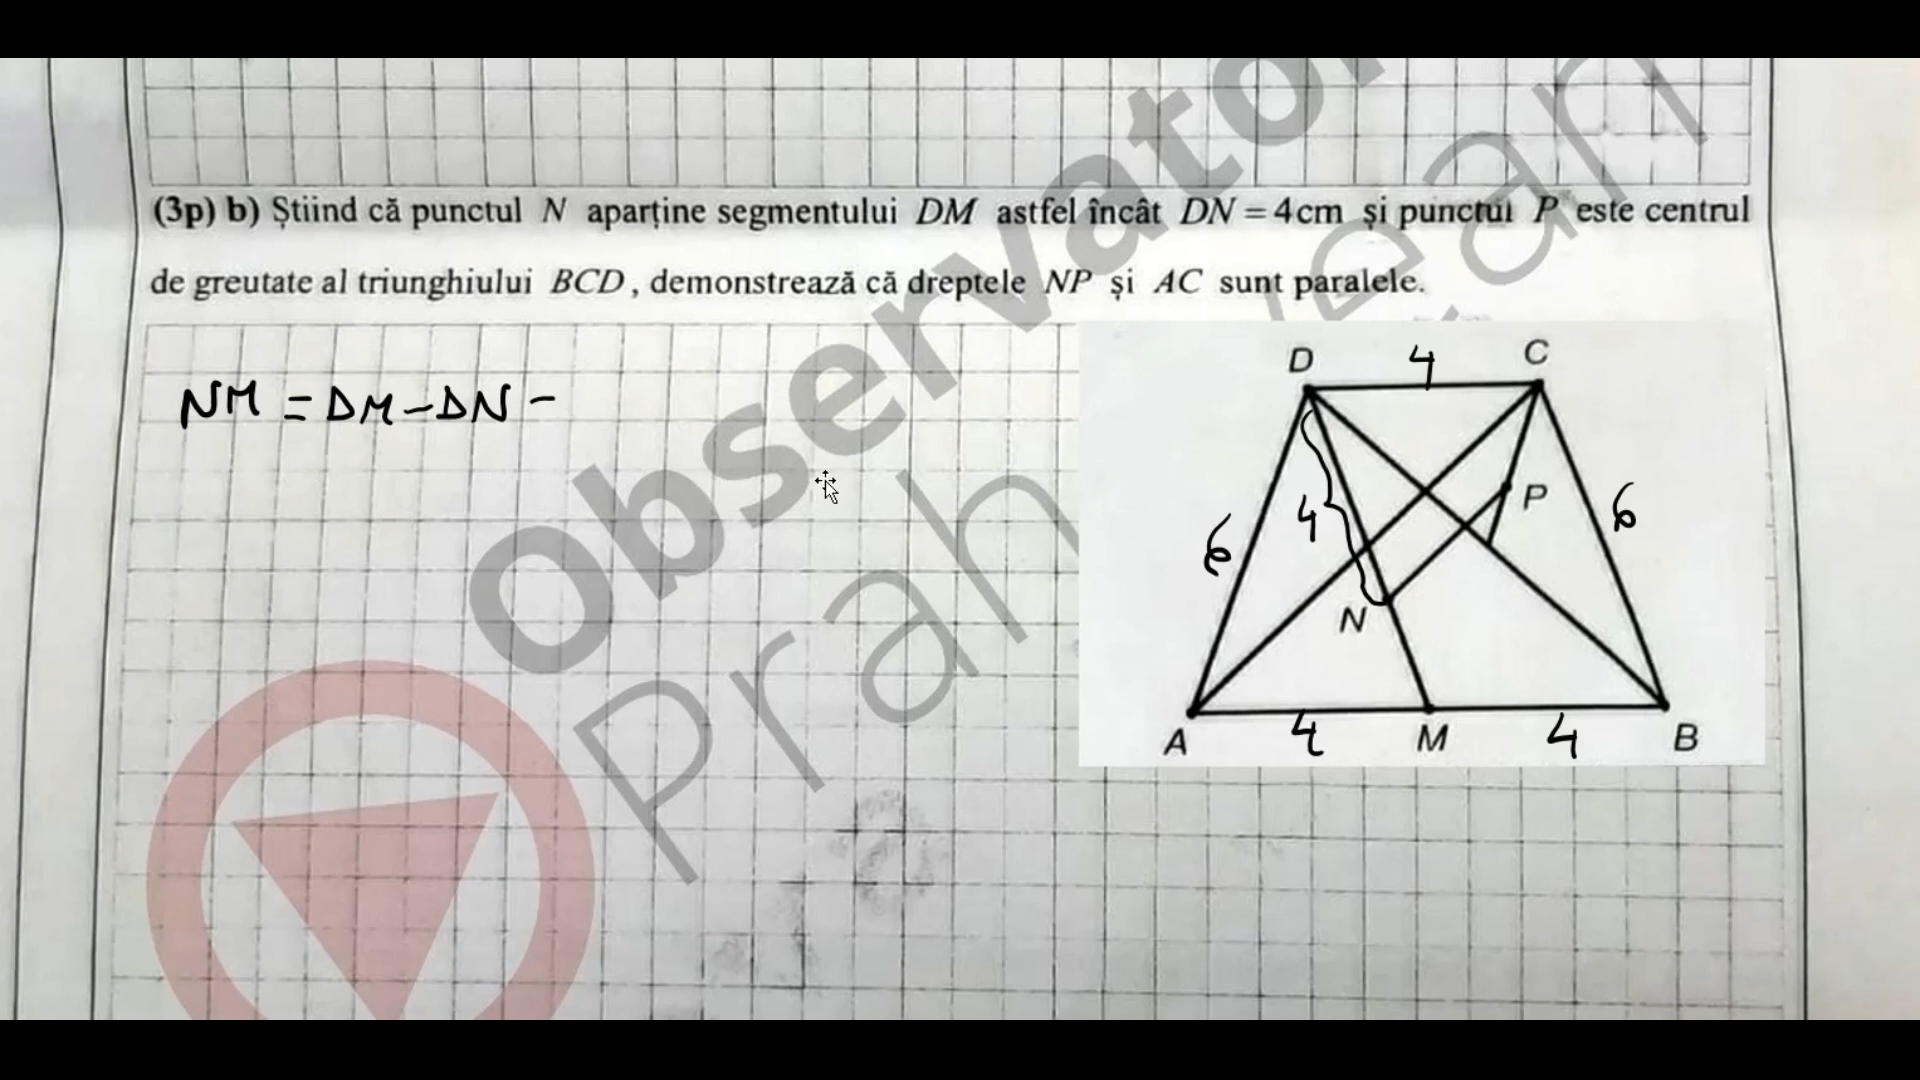 (3p) b) Știind că punctul N aparține segmentului DM astfel încât DN = 4cm și punctul P este centrul
de greutate al triunghiului BCD, demonstrează că dreptele NP și AC sunt paralele.
NM = DM - DN -
D 4 C
P
6 4 6
N
A 4 M 4 B
Observator
Prahovean